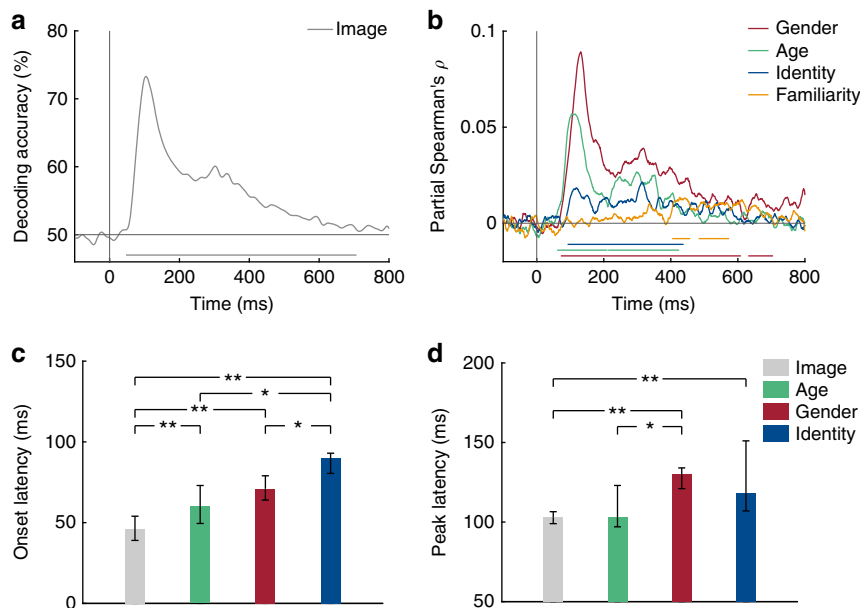 a
80
Image
70
60
50
Decoding accuracy (%)
0 200 400 600 800
Time (ms)
b
0.1
Gender
Age
Identity
Familiarity
0.05
0
Partial Spearman's ρ
0 200 400 600 800
Time (ms)
c
150
100
50
0
Onset latency (ms)
**
*
**
** *
d
200
150
100
50
Peak latency (ms)
**
**
*
Image
Age
Gender
Identity